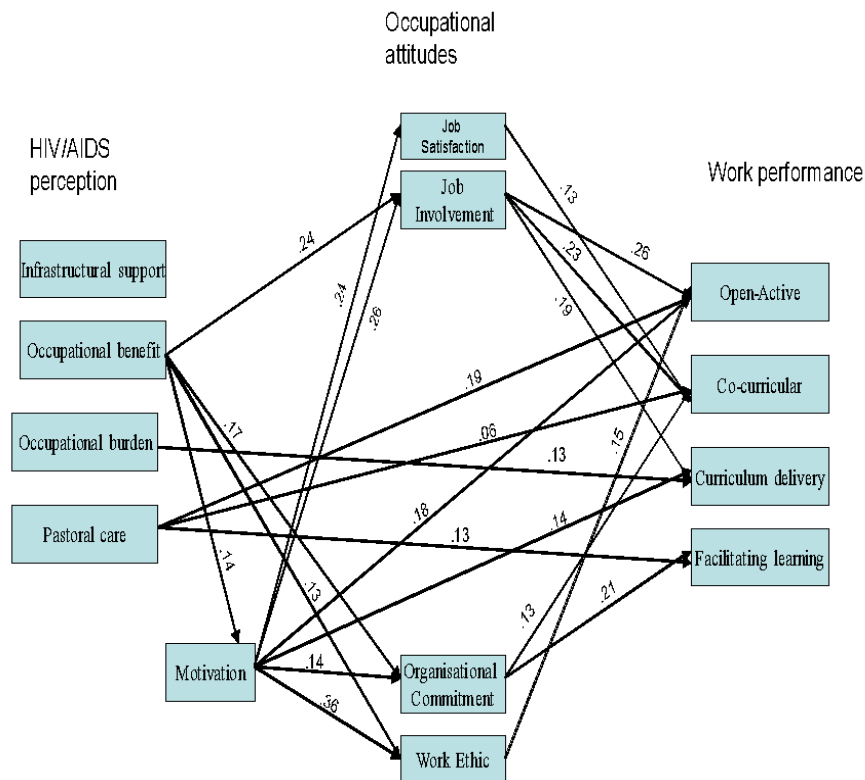 Occupational
attitudes
HIV/AIDS
perception
Work performance
Job
Satisfaction
Job
Involvement
Infrastructural support
Occupational benefit
Occupational burden
Pastoral care
Motivation
Organisational
Commitment
Work Ethic
Open-Active
Co-curricular
Curriculum delivery
Facilitating learning
.24
.24
.26
.13
.26
.23
.19
.19
.06
.13
.17
.15
.18
.14
.13
.14
.13
.13
.21
.14
.36